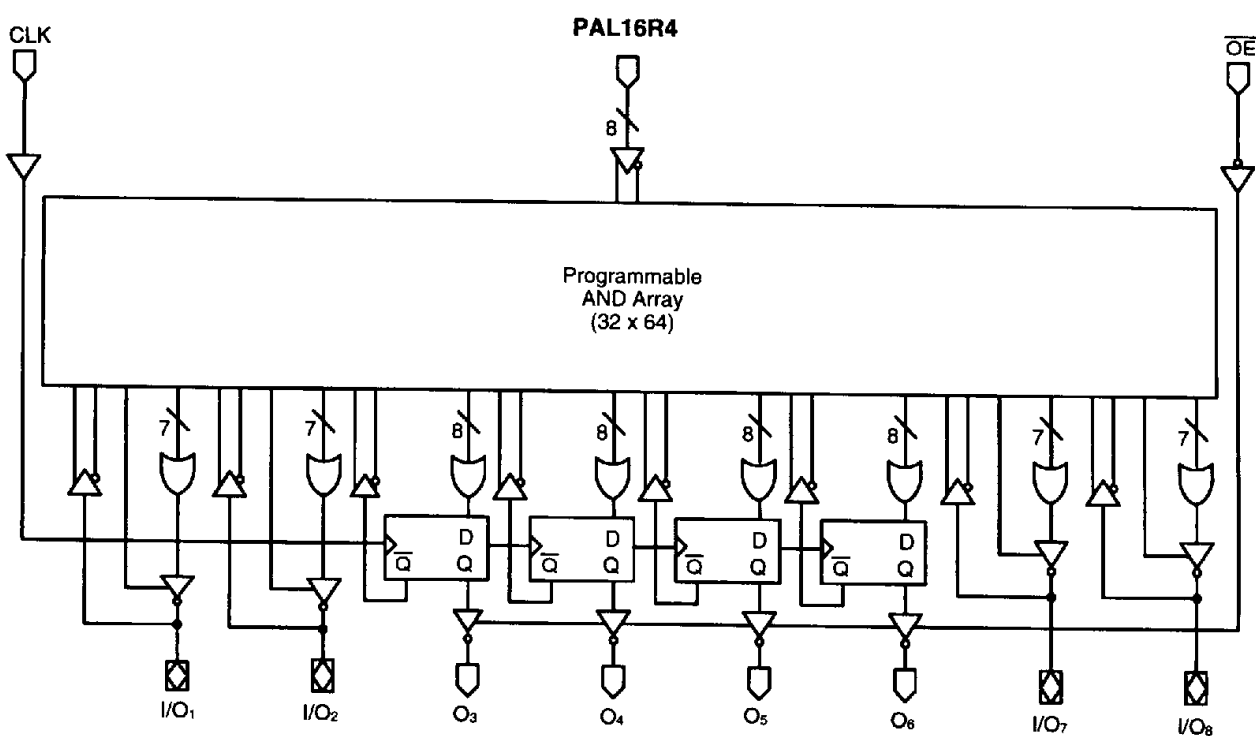 PAL16R4
CLK
OE
8
Programmable
AND Array
(32 x 64)
7
7
8
8
8
8
7
7
D
Q
Q
D
Q
Q
D
Q
Q
D
Q
Q
I/O₁
I/O₂
O₃
O₄
O₅
O₆
I/O₇
I/O₈